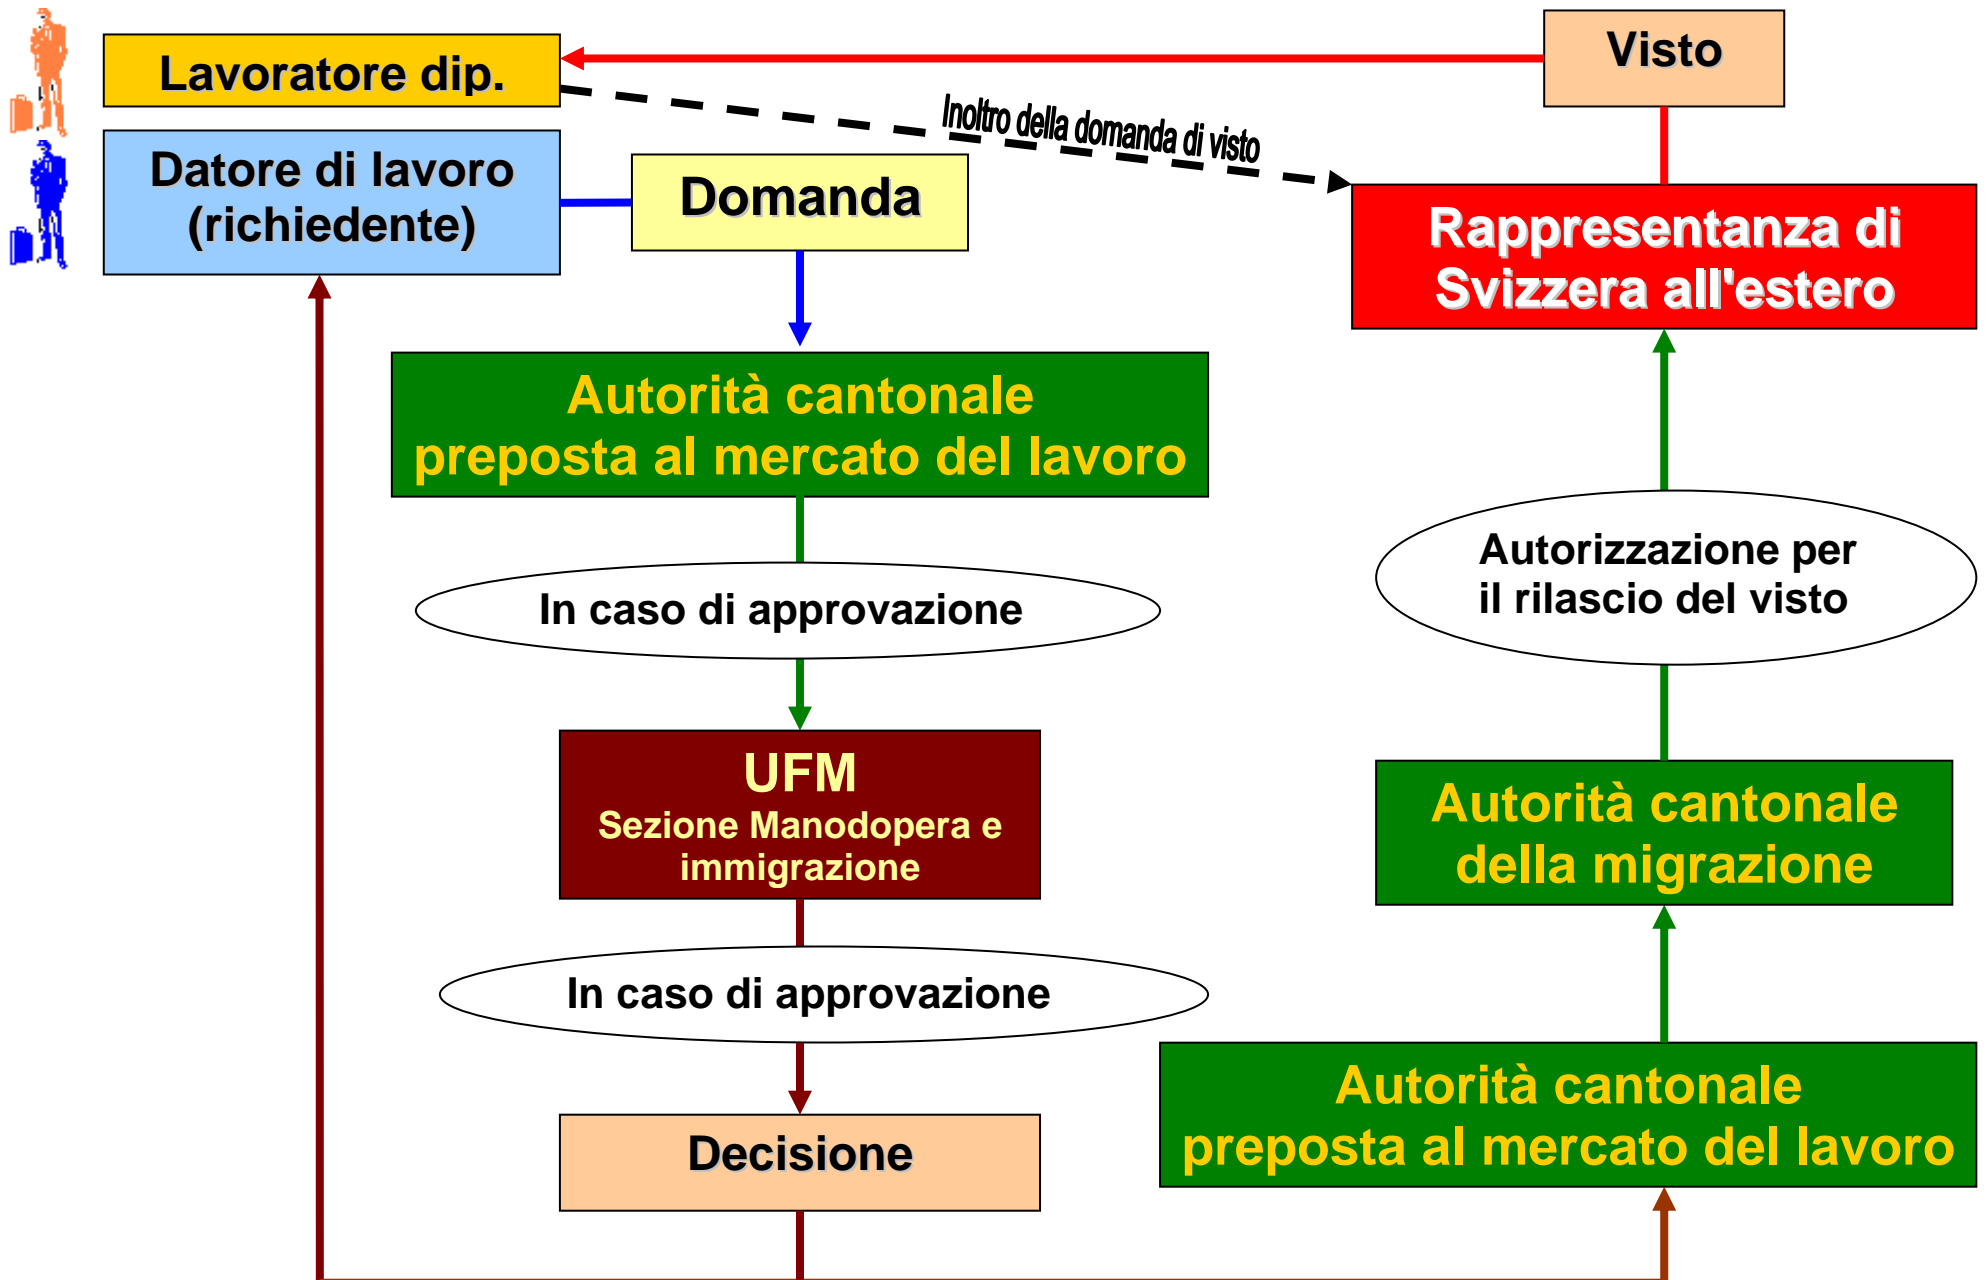 Lavoratore dip.
Visto
Inoltro della domanda di visto
Datore di lavoro
(richiedente)
Domanda
Rappresentanza di
Svizzera all'estero
Autorità cantonale
preposta al mercato del lavoro
In caso di approvazione
Autorizzazione per
il rilascio del visto
UFM
Sezione Manodopera e
immigrazione
Autorità cantonale
della migrazione
In caso di approvazione
Decisione
Autorità cantonale
preposta al mercato del lavoro